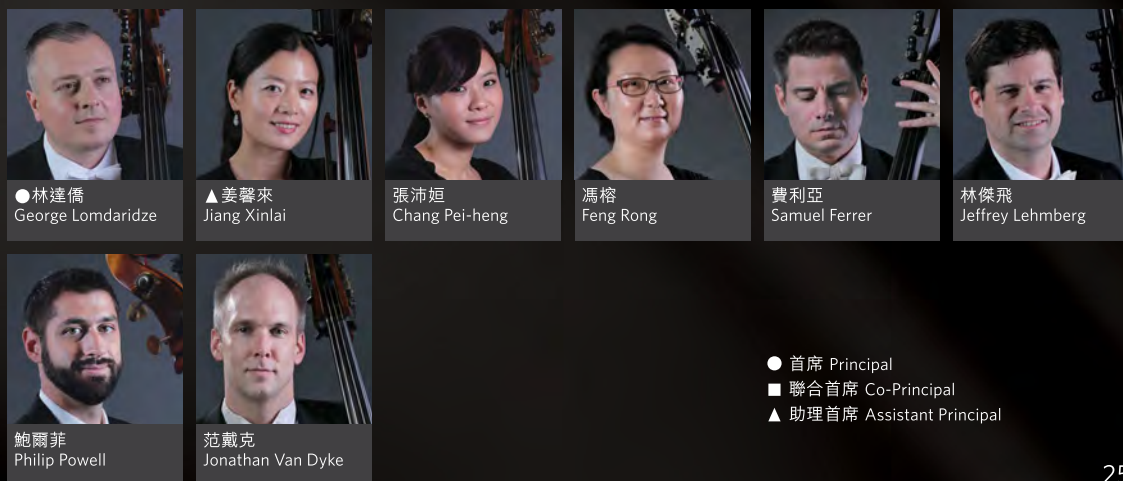 ●林達僑
George Lomdaridze
▲姜馨來
Jiang Xinlai
張沛姮
Chang Pei-heng
馮榕
Feng Rong
費利亞
Samuel Ferrer
林傑飛
Jeffrey Lehmberg
鮑爾菲
Philip Powell
范戴克
Jonathan Van Dyke
● 首席 Principal
■ 聯合首席 Co-Principal
▲ 助理首席 Assistant Principal